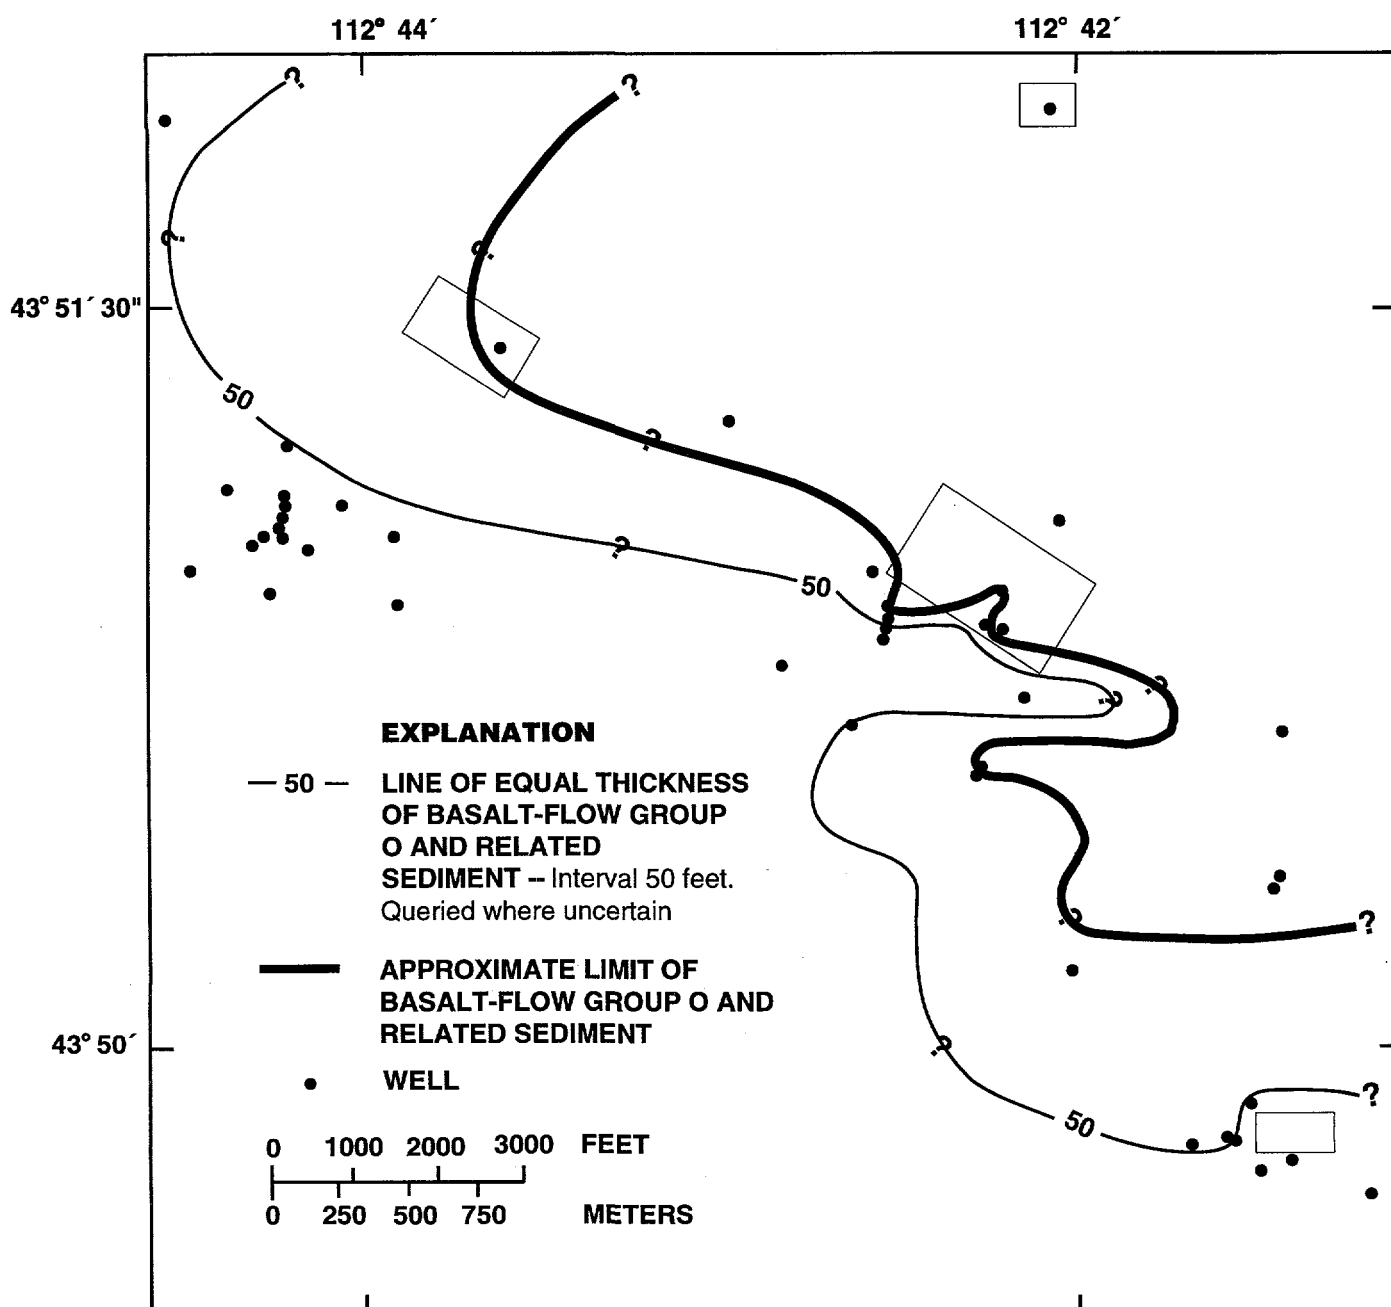 112° 44´ 112° 42´
?
?
?
?
43° 51´ 30"
50
?
?
50
?
?
EXPLANATION
— 50 — LINE OF EQUAL THICKNESS
OF BASALT-FLOW GROUP
O AND RELATED
SEDIMENT -- Interval 50 feet.
Queried where uncertain
?
?
APPROXIMATE LIMIT OF
BASALT-FLOW GROUP O AND
RELATED SEDIMENT
43° 50´
?
WELL
?
50
0 1000 2000 3000 FEET
0 250 500 750 METERS